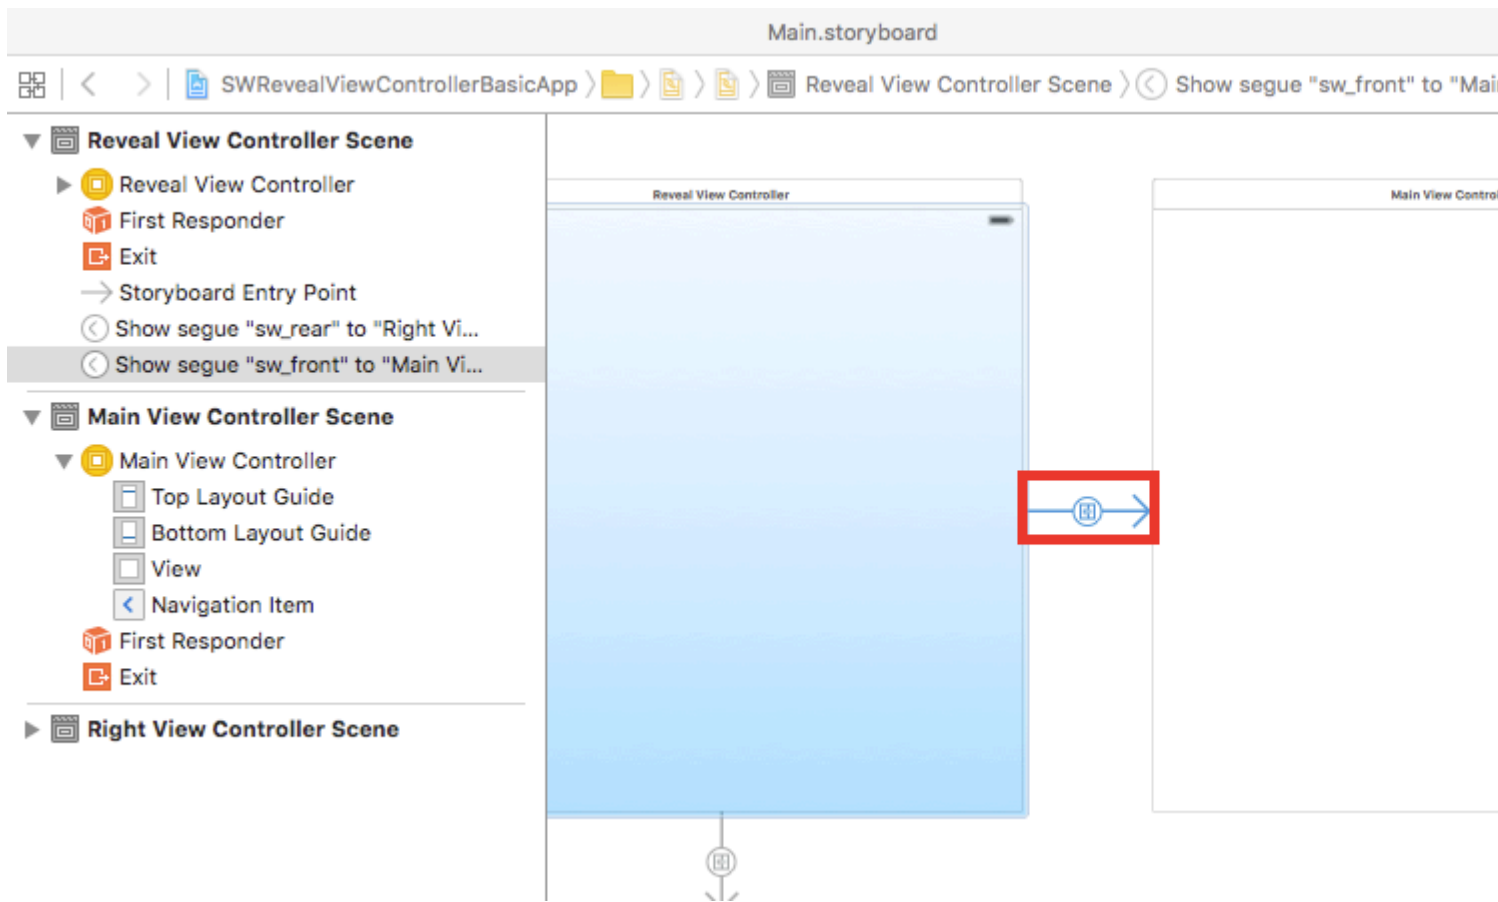 Main.storyboard
SWRevealViewControllerBasicApp Reveal View Controller Scene Show segue "sw_front" to "Mai
Reveal View Controller Scene
Reveal View Controller
First Responder
Exit
Storyboard Entry Point
Show segue "sw_rear" to "Right Vi...
Show segue "sw_front" to "Main Vi...
Main View Controller Scene
Main View Controller
Top Layout Guide
Bottom Layout Guide
View
Navigation Item
First Responder
Exit
Right View Controller Scene
Reveal View Controller
Main View Control